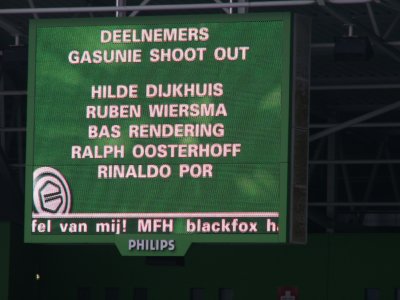 DEELNEMERS
GASUNIE SHOOT OUT
HILDE DIJKHUIS
RUBEN WIERSMA
BAS RENDERING
RALPH OOSTERHOFF
RINALDO POR
fel van mij! MFH blackfox ha
PHILIPS